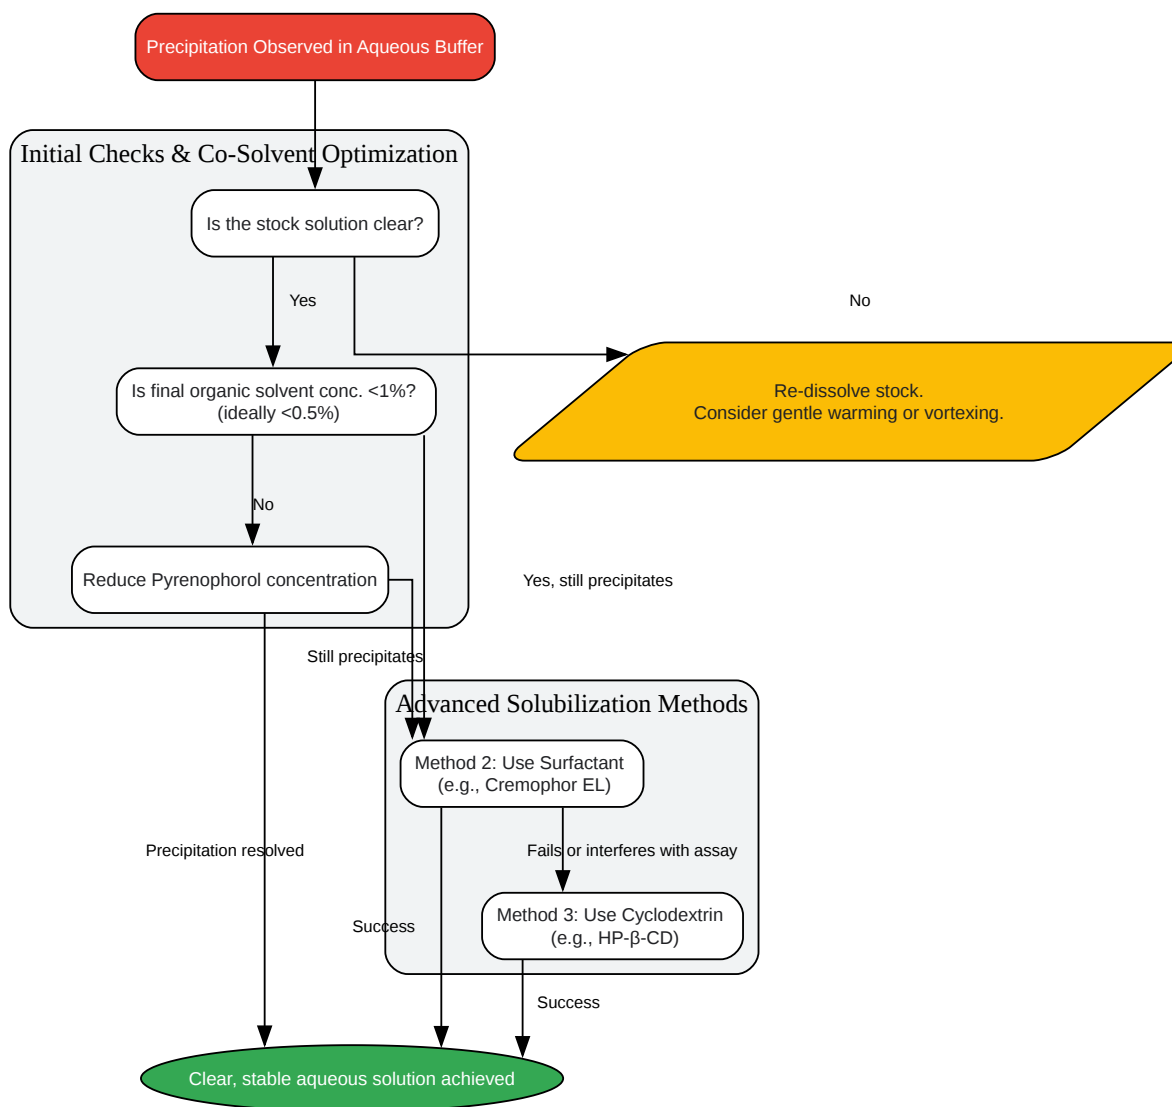 Precipitation Observed in Aqueous Buffer
Initial Checks & Co-Solvent Optimization
Is the stock solution clear?
Yes
No
Is final organic solvent conc. <1%?
(ideally <0.5%)
Re-dissolve stock.
Consider gentle warming or vortexing.
No
Reduce Pyrenophorol concentration
Yes, still precipitates
Still precipitates
Advanced Solubilization Methods
Method 2: Use Surfactant
(e.g., Cremophor EL)
Precipitation resolved
Fails or interferes with assay
Method 3: Use Cyclodextrin
(e.g., HP-β-CD)
Success
Success
Clear, stable aqueous solution achieved